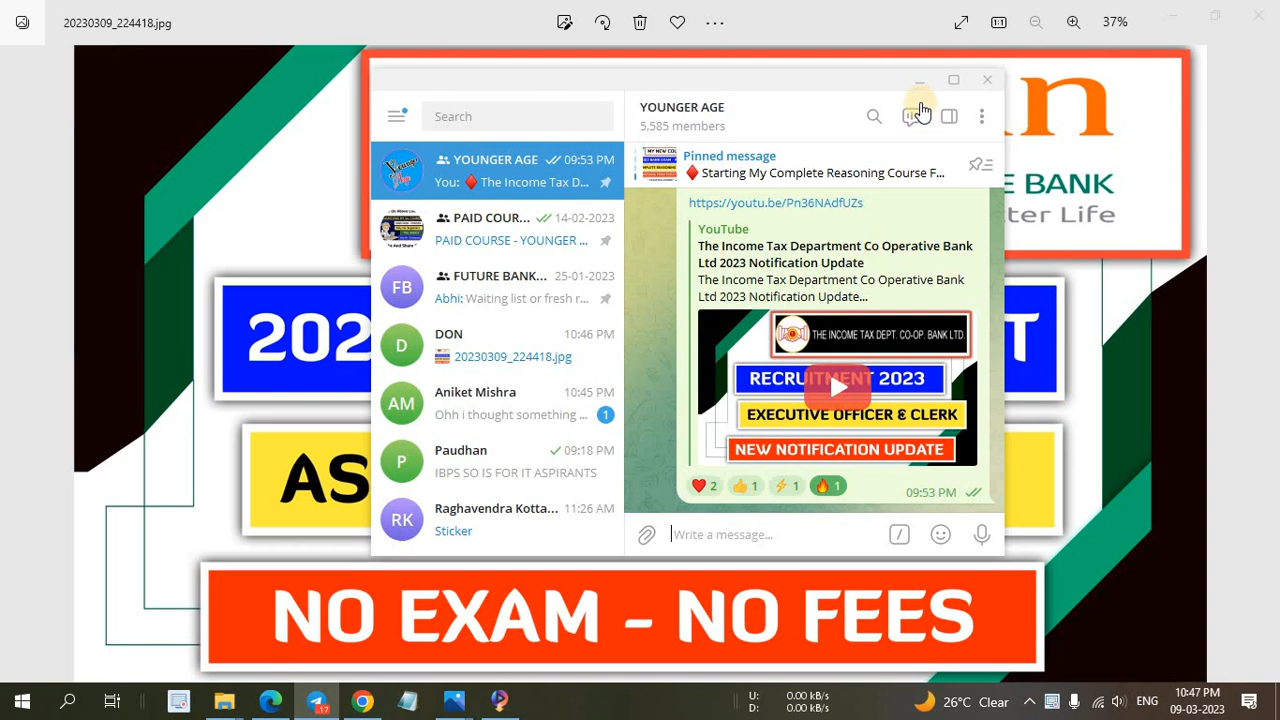 20230309_224418.jpg
37%
an
E BANK
tter Life
202
T
AS
NO EXAM - NO FEES
Search
YOUNGER AGE 09:53 PM
You: ♦ The Income Tax D...
PAID COUR... 14-02-2023
PAID COURSE - YOUNGER ...
FB
FUTURE BANK... 25-01-2023
Abhi: Waiting list or fresh r...
D
DON 10:46 PM
20230309_224418.jpg
AM
Aniket Mishra 10:45 PM
Ohh i thought something ... 1
P
Paudhan 09:18 PM
IBPS SO IS FOR IT ASPIRANTS
RK
Raghavendra Kotta... 11:26 AM
Sticker
YOUNGER AGE
5,585 members
Pinned message
♦ Starting My Complete Reasoning Course F...
https://youtu.be/Pn36NAdfUZs
YouTube
The Income Tax Department Co Operative Bank
Ltd 2023 Notification Update
The Income Tax Department Co Operative Bank
Ltd 2023 Notification Update...
THE INCOME TAX DEPT. CO-OP. BANK LTD.
RECRUITMENT 2023
EXECUTIVE OFFICER & CLERK
NEW NOTIFICATION UPDATE
❤ 2 👍 1 ⚡ 1 🔥 1
09:53 PM
Write a message...
17
U: 0.00 kB/s
D: 0.00 kB/s
26°C Clear
ENG
10:47 PM
09-03-2023